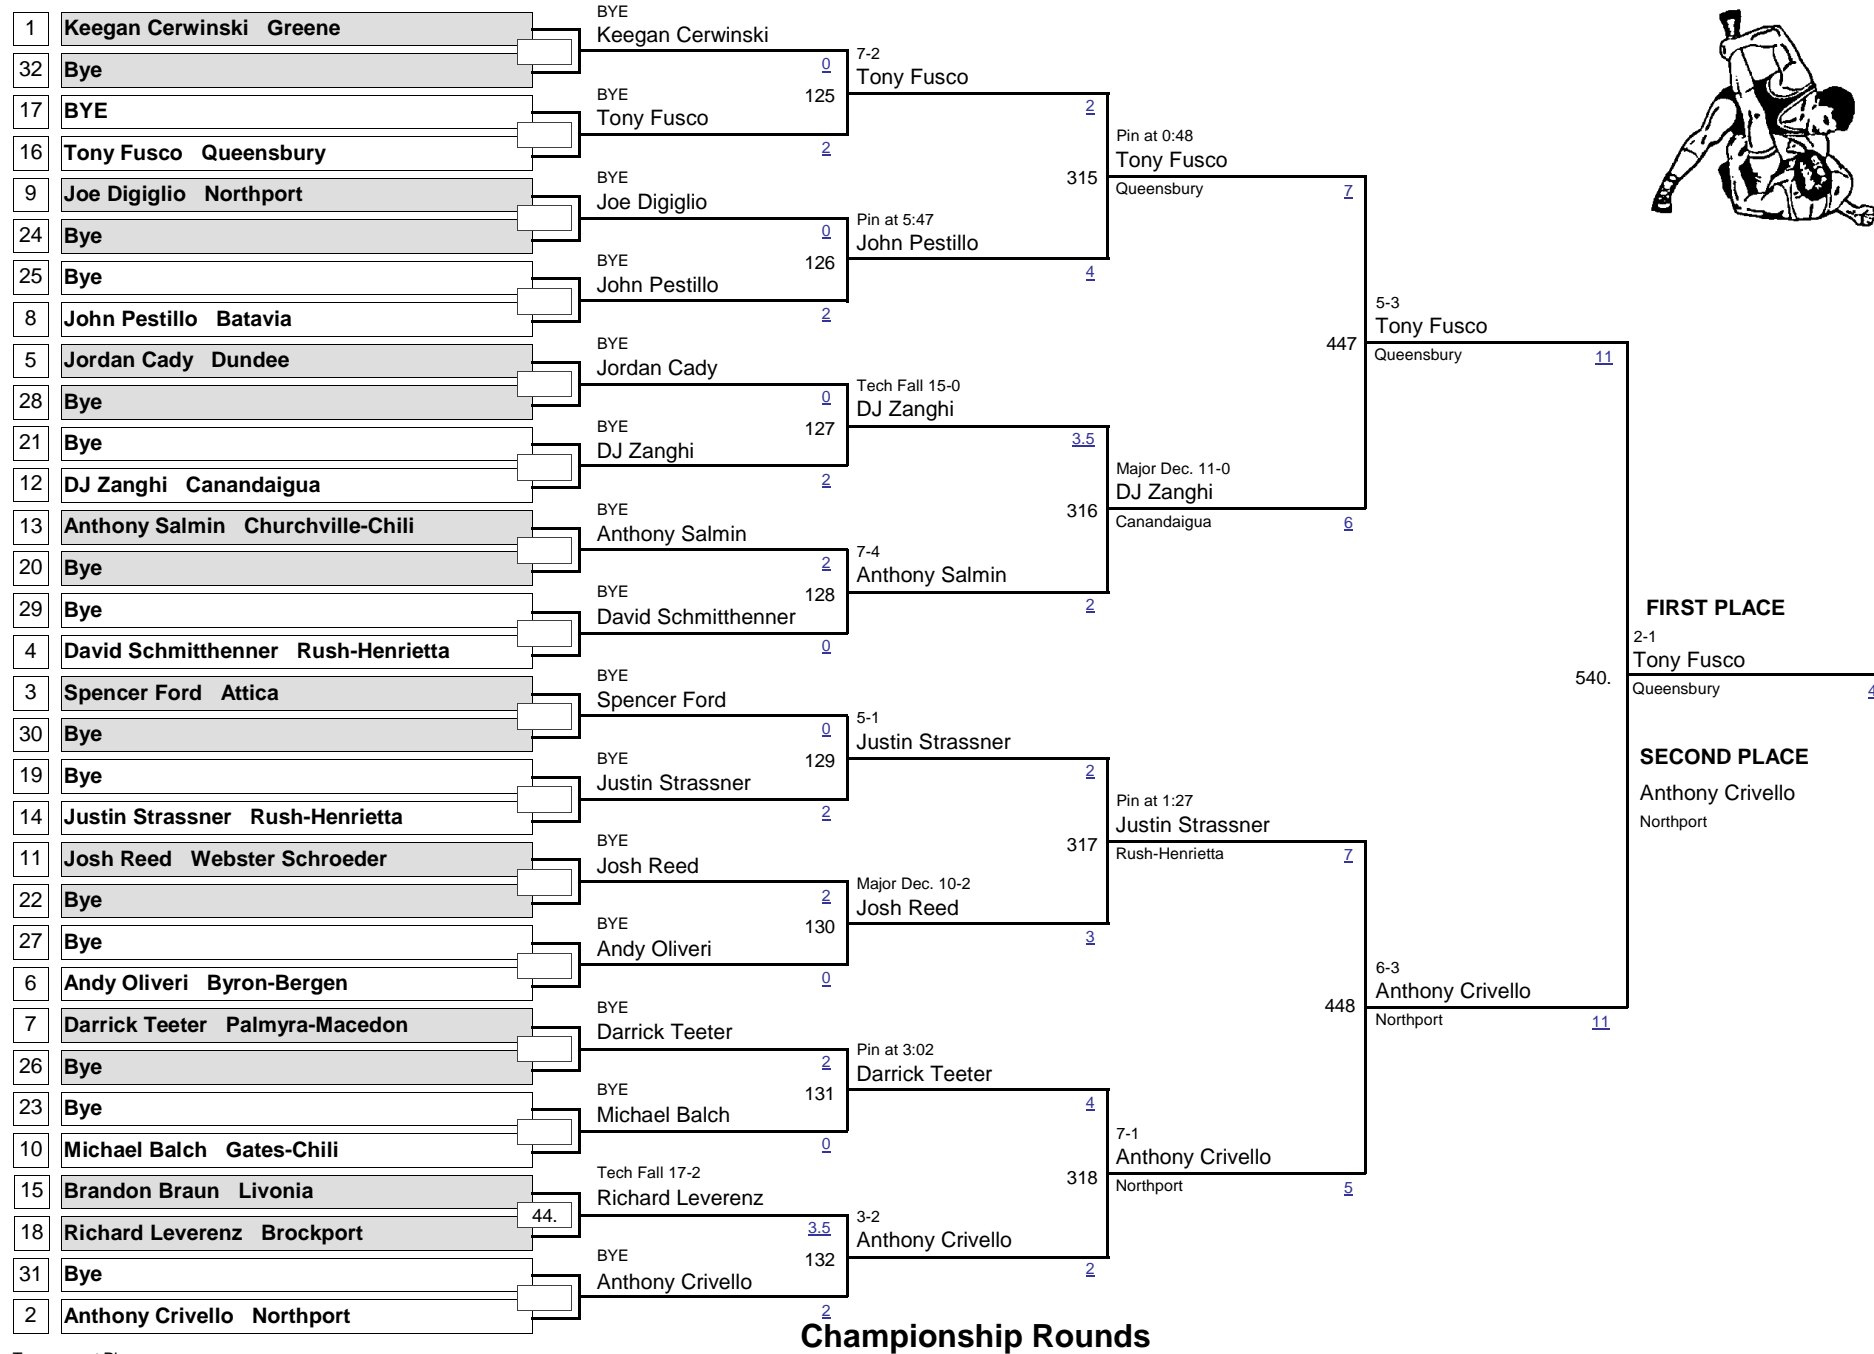 1 Keegan Cerwinski Greene
32 Bye
17 BYE
16 Tony Fusco Queensbury
9 Joe Digiglio Northport
24 Bye
25 Bye
8 John Pestillo Batavia
5 Jordan Cady Dundee
28 Bye
21 Bye
12 DJ Zanghi Canandaigua
13 Anthony Salmin Churchville-Chili
20 Bye
29 Bye
4 David Schmitthenner Rush-Henrietta
3 Spencer Ford Attica
30 Bye
19 Bye
14 Justin Strassner Rush-Henrietta
11 Josh Reed Webster Schroeder
22 Bye
27 Bye
6 Andy Oliveri Byron-Bergen
7 Darrick Teeter Palmyra-Macedon
26 Bye
23 Bye
10 Michael Balch Gates-Chili
15 Brandon Braun Livonia
44.
18 Richard Leverenz Brockport
31 Bye
2 Anthony Crivello Northport
BYE
Keegan Cerwinski
0
125
BYE
Tony Fusco
2
BYE
Joe Digiglio
0
126
BYE
John Pestillo
2
BYE
Jordan Cady
0
127
BYE
DJ Zanghi
2
BYE
Anthony Salmin
2
128
BYE
David Schmitthenner
0
BYE
Spencer Ford
0
129
BYE
Justin Strassner
2
BYE
Josh Reed
2
130
BYE
Andy Oliveri
0
BYE
Darrick Teeter
2
131
BYE
Michael Balch
0
Tech Fall 17-2
Richard Leverenz
3.5
132
BYE
Anthony Crivello
2
7-2
Tony Fusco
2
315
Pin at 5:47
John Pestillo
4
Tech Fall 15-0
DJ Zanghi
3.5
316
7-4
Anthony Salmin
2
5-1
Justin Strassner
2
317
Major Dec. 10-2
Josh Reed
3
Pin at 3:02
Darrick Teeter
4
318
3-2
Anthony Crivello
2
Pin at 0:48
Tony Fusco
Queensbury 7
447
Major Dec. 11-0
DJ Zanghi
Canandaigua 6
Pin at 1:27
Justin Strassner
Rush-Henrietta 7
448
7-1
Anthony Crivello
Northport 5
5-3
Tony Fusco
Queensbury 11
540.
6-3
Anthony Crivello
Northport 11
FIRST PLACE
2-1
Tony Fusco
Queensbury 4
SECOND PLACE
Anthony Crivello
Northport
Championship Rounds